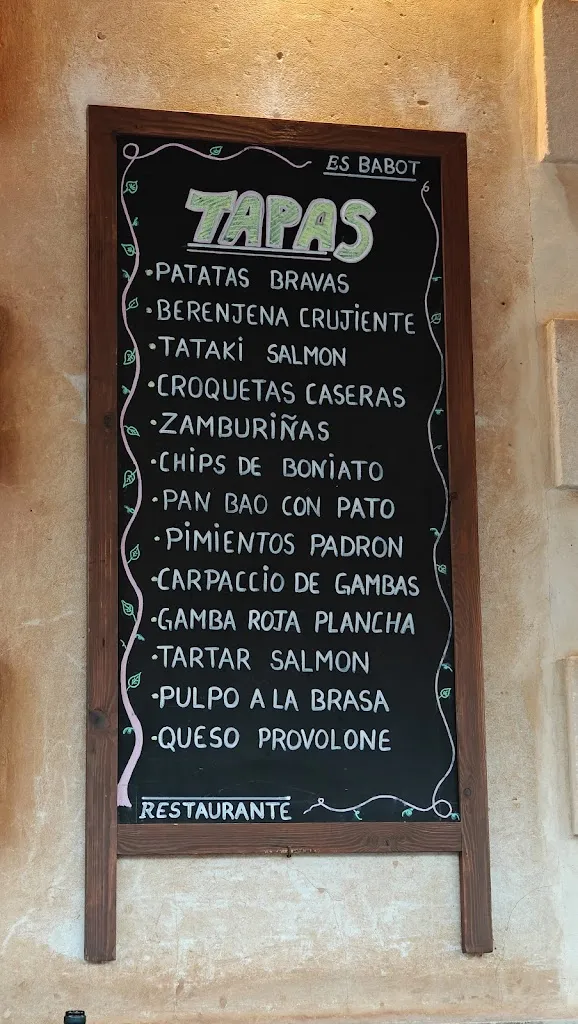 ES BABOT
TAPAS
•PATATAS BRAVAS
•BERENJENA CRUJIENTE
•TATAKI SALMON
•CROQUETAS CASERAS
•ZAMBURIÑAS
•CHIPS DE BONIATO
•PAN BAO CON PATO
•PIMIENTOS PADRON
•CARPACCIO DE GAMBAS
•GAMBA ROJA PLANCHA
•TARTAR SALMON
•PULPO A LA BRASA
•QUESO PROVOLONE
RESTAURANTE